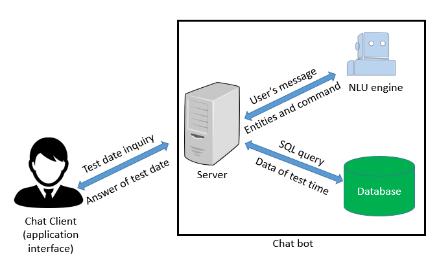 User's message
Entities and command
NLU engine
Test date inquiry
Answer of test date
Server
SQL query
Data of test time
Database
Chat Client
(application
interface)
Chat bot